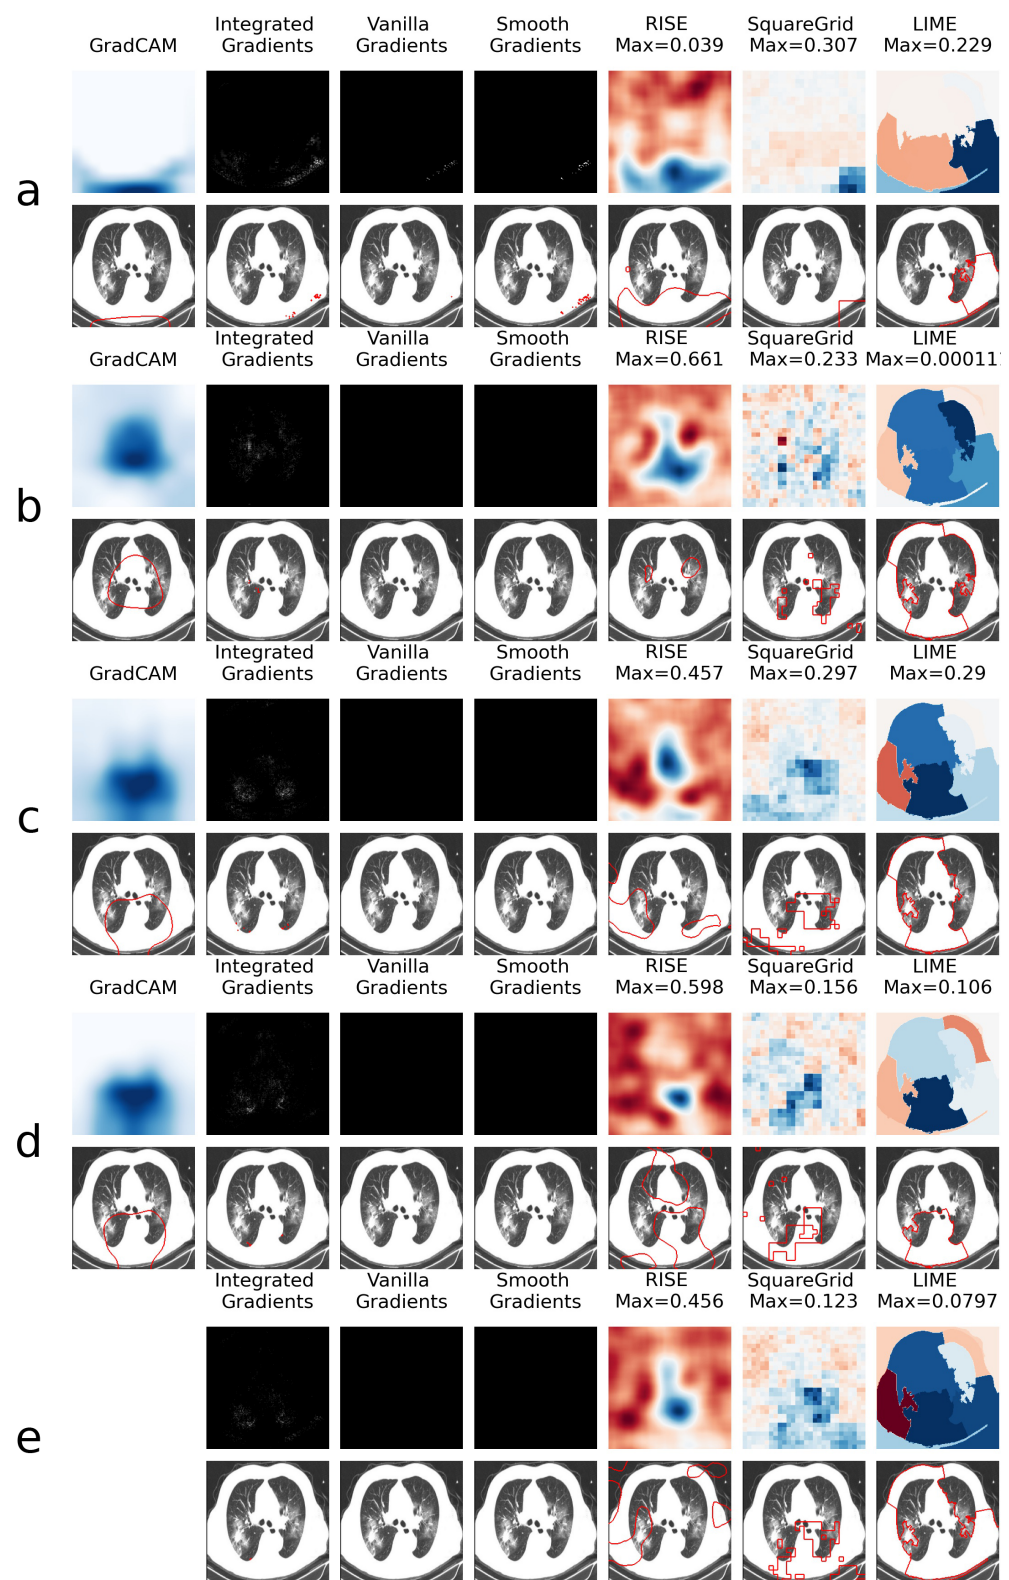 GradCAM
Integrated
Gradients
Vanilla
Gradients
Smooth
Gradients
RISE
Max=0.039
SquareGrid
Max=0.307
LIME
Max=0.229
a
GradCAM
Integrated
Gradients
Vanilla
Gradients
Smooth
Gradients
RISE
Max=0.661
SquareGrid
Max=0.233
LIME
Max=0.00011
b
GradCAM
Integrated
Gradients
Vanilla
Gradients
Smooth
Gradients
RISE
Max=0.457
SquareGrid
Max=0.297
LIME
Max=0.29
c
GradCAM
Integrated
Gradients
Vanilla
Gradients
Smooth
Gradients
RISE
Max=0.598
SquareGrid
Max=0.156
LIME
Max=0.106
d
Integrated
Gradients
Vanilla
Gradients
Smooth
Gradients
RISE
Max=0.456
SquareGrid
Max=0.123
LIME
Max=0.0797
e